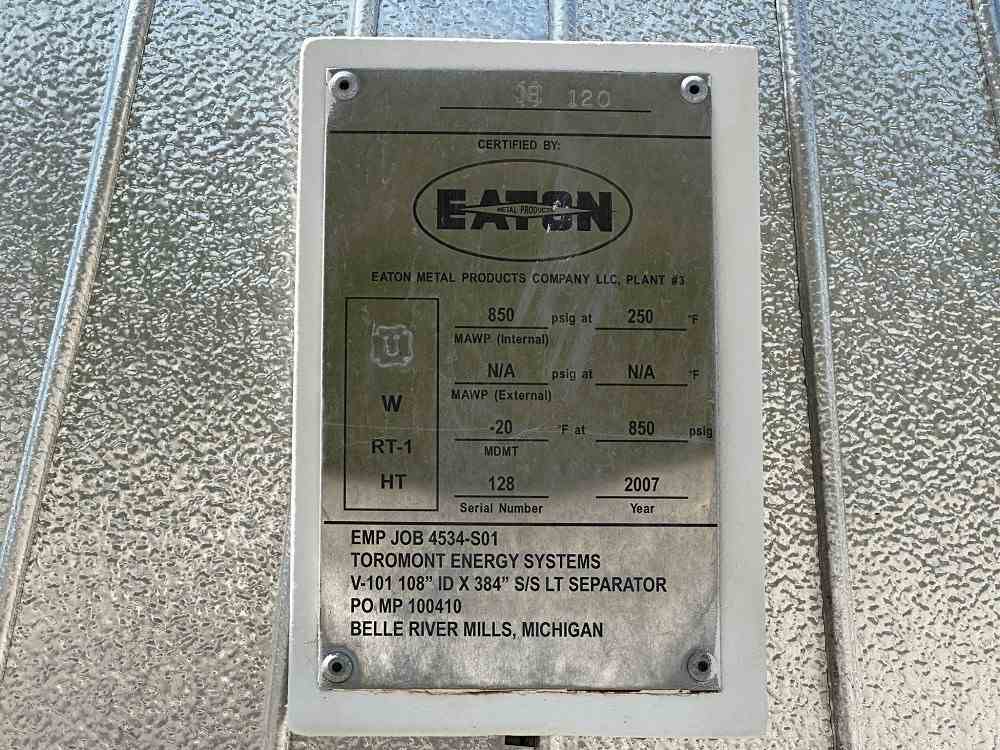 120
CERTIFIED BY:
EATON
METAL PRODUCTS
EATON METAL PRODUCTS COMPANY LLC, PLANT #3
U
W
RT-1
HT
850 psig at 250 °F
MAWP (Internal)
N/A psig at N/A °F
MAWP (External)
-20 °F at 850 psig
MDMT
128 2007
Serial Number Year
EMP JOB 4534-S01
TOROMONT ENERGY SYSTEMS
V-101 108” ID X 384” S/S LT SEPARATOR
PO MP 100410
BELLE RIVER MILLS, MICHIGAN